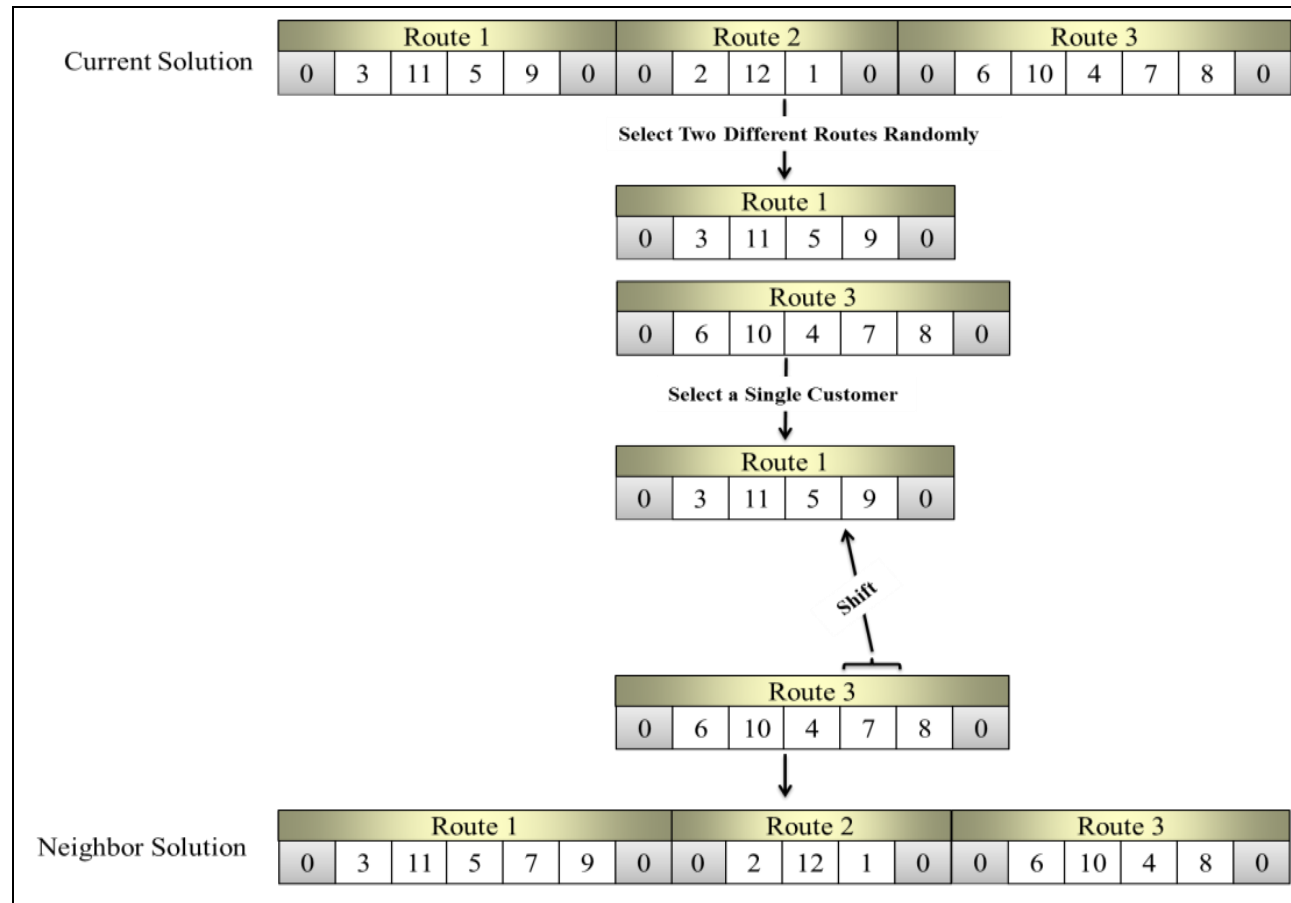 Route 1 Route 2 Route 3
Current Solution 0 3 11 5 9 0 0 2 12 1 0 0 6 10 4 7 8 0
Select Two Different Routes Randomly
Route 1
0 3 11 5 9 0
Route 3
0 6 10 4 7 8 0
Select a Single Customer
Route 1
0 3 11 5 9 0
Shift
Route 3
0 6 10 4 7 8 0
Route 1 Route 2 Route 3
Neighbor Solution 0 3 11 5 7 9 0 0 2 12 1 0 0 6 10 4 8 0